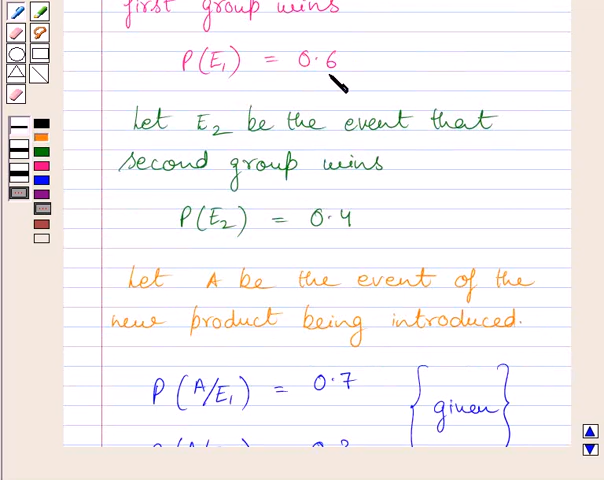 first group wins
P(E₁) = 0.6
Let E₂ be the event that
second group wins
P(E₂) = 0.4
Let A be the event of the
new product being introduced.
P(A/E₁) = 0.7 {given}